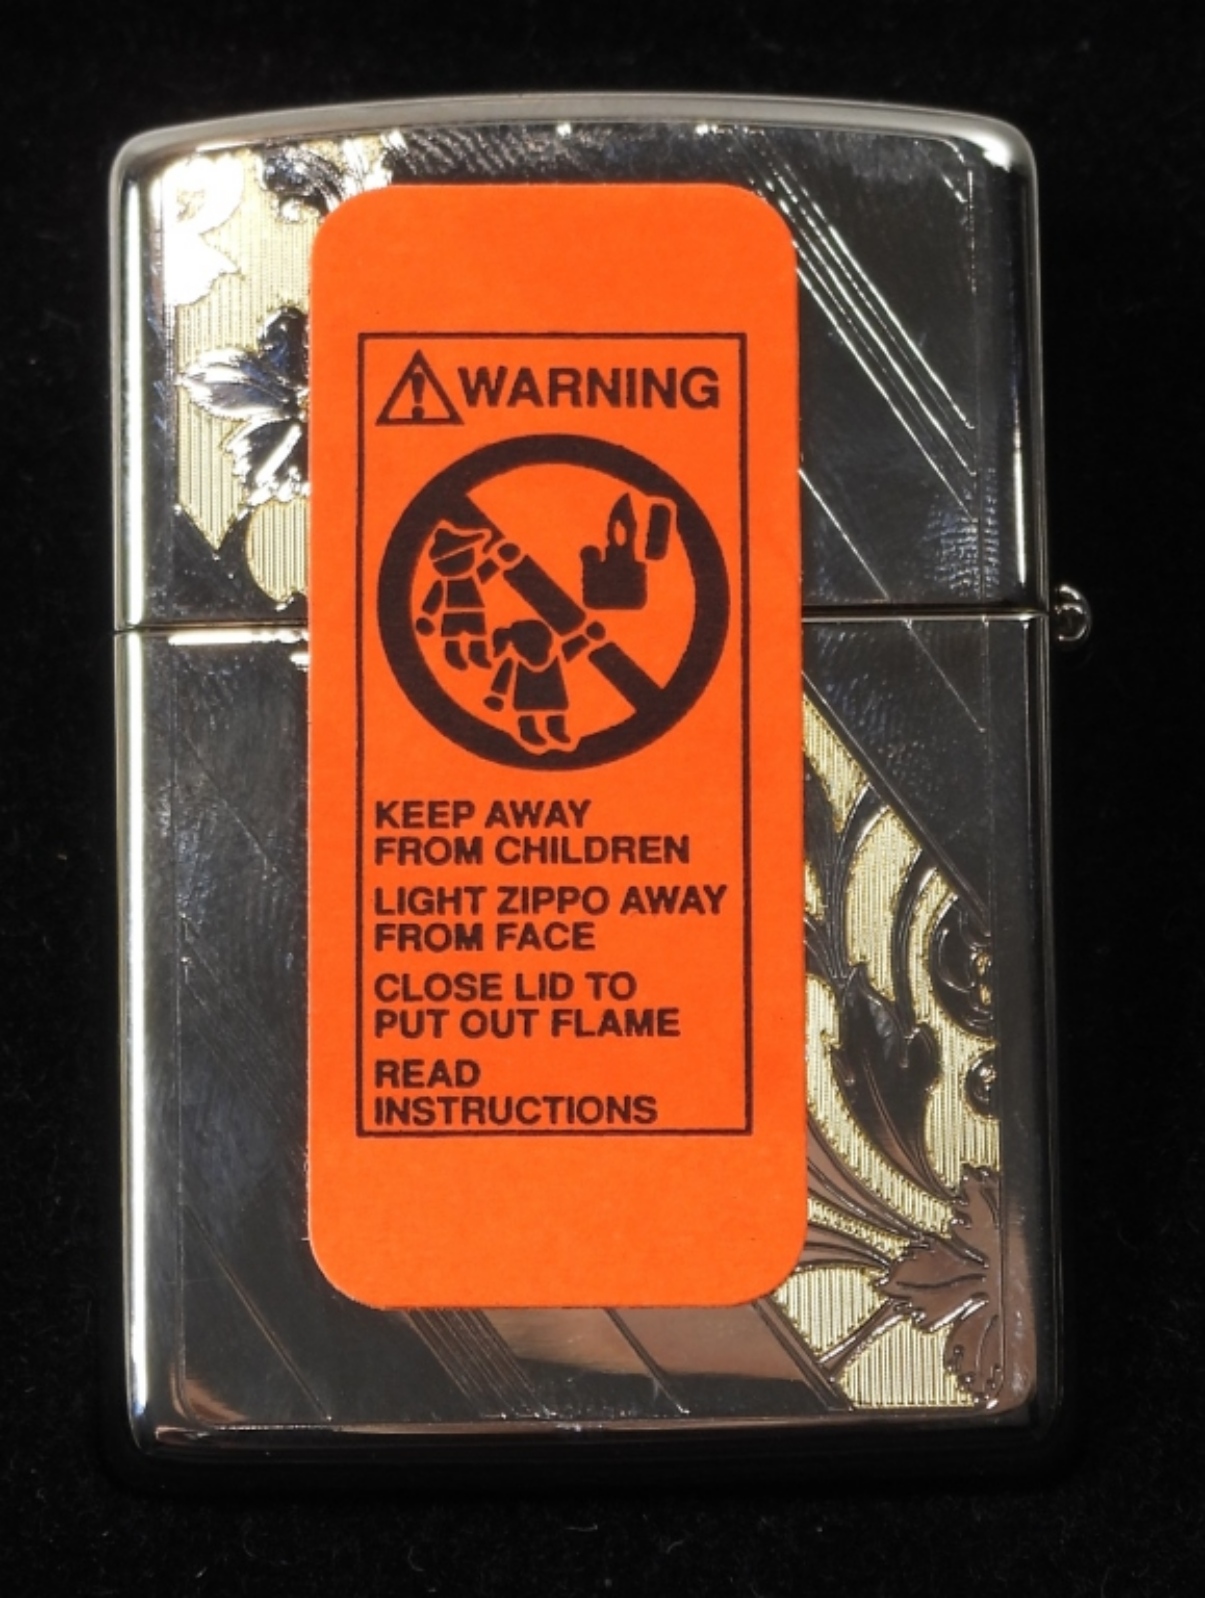 WARNING
KEEP AWAY
FROM CHILDREN
LIGHT ZIPPO AWAY
FROM FACE
CLOSE LID TO
PUT OUT FLAME
READ
INSTRUCTIONS